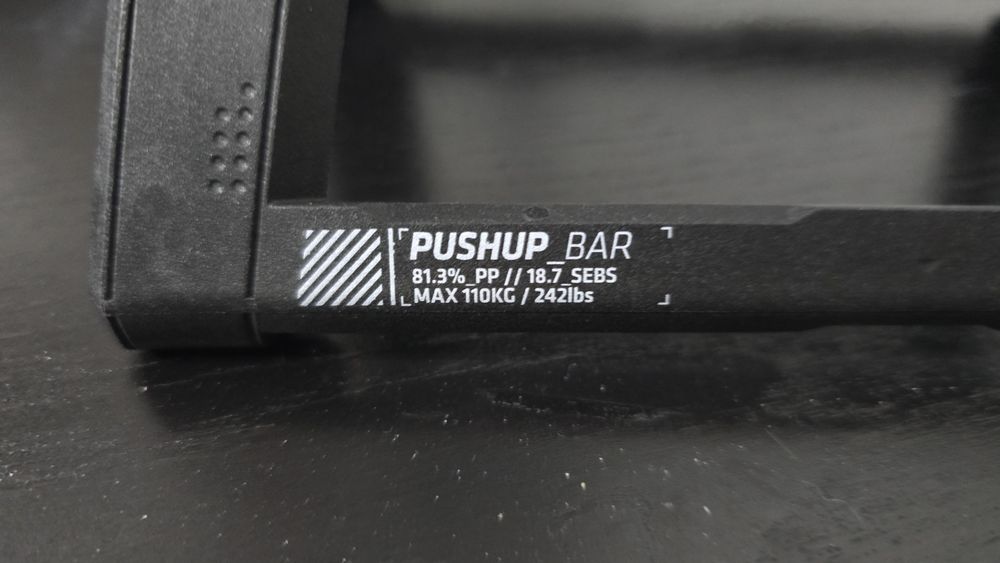 PUSHUP_BAR
81.3%_PP // 18.7_SEBS
MAX 110KG / 242lbs